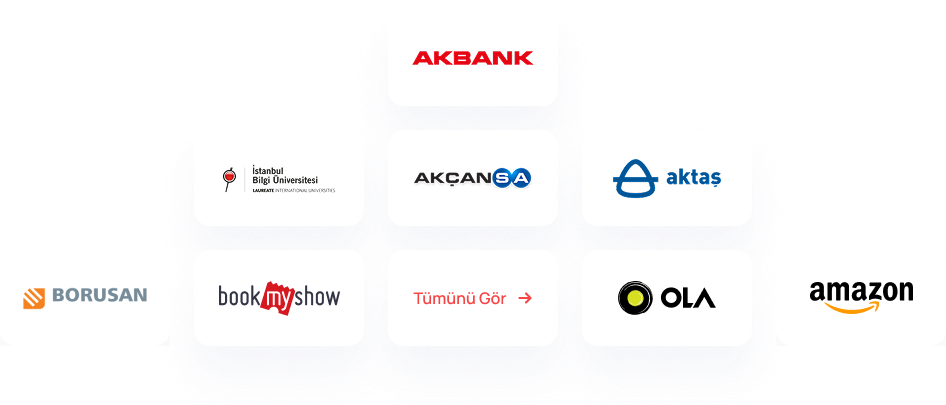 AKBANK
İstanbul
Bilgi Üniversitesi
LAUREATE INTERNATIONAL UNIVERSITIES
AKÇANSA
aktaş
BORUSAN
bookmyshow
Tümünü Gör →
OLA
amazon